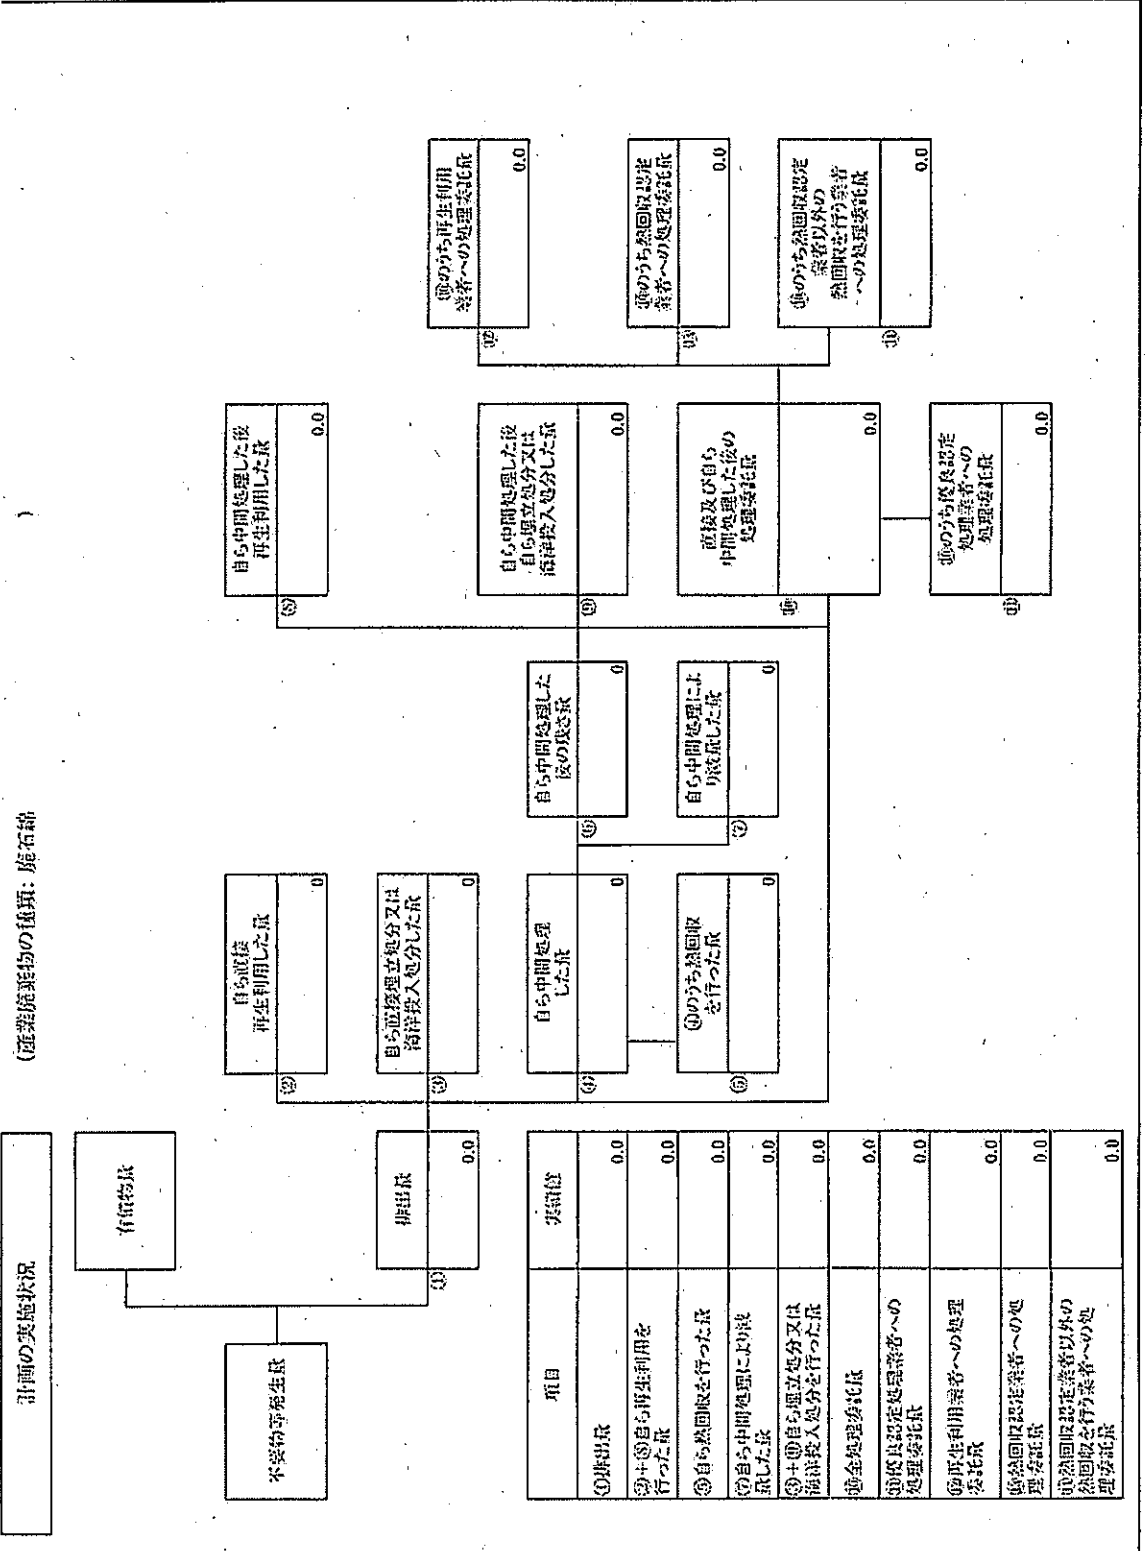 計画の実施状況
(産業廃棄物の種類: 廃石綿
)
不要物等発生量
有価物量
排出量
①
0.0
自ら直接
再生利用した量
②
0
自ら直接埋立処分又は
海洋投入処分した量
③
0
自ら中間処理
した量
④
0
④のうち熱回収
を行った量
⑤
0
自ら中間処理した
後の残さ量
⑥
0
自ら中間処理によ
り減量した量
⑦
0
自ら中間処理した後
再生利用した量
⑧
0.0
自ら中間処理した後
自ら埋立処分又は
海洋投入処分した量
⑨
0.0
直接及び自ら
中間処理した後の
処理委託量
⑩
0.0
⑩のうち優良認定
処理業者への
処理委託量
⑪
0.0
⑩のうち再生利用
業者への処理委託量
⑫
0.0
⑩のうち熱回収認定
業者への処理委託量
⑬
0.0
⑩のうち熱回収認定
業者以外の
熱回収を行う業者
への処理委託量
⑭
0.0
項目
実績値
①排出量
0.0
②+⑧自ら再生利用を
行った量
0.0
⑤自ら熱回収を行った量
0.0
⑦自ら中間処理により減
量した量
0.0
③+⑨自ら埋立処分又は
海洋投入処分を行った量
0.0
⑩全処理委託量
0.0
⑪優良認定処理業者への
処理委託量
0.0
⑫再生利用業者への処理
委託量
0.0
⑬熱回収認定業者への処
理委託量
0.0
⑭熱回収認定業者以外の
熱回収を行う業者への処
理委託量
0.0